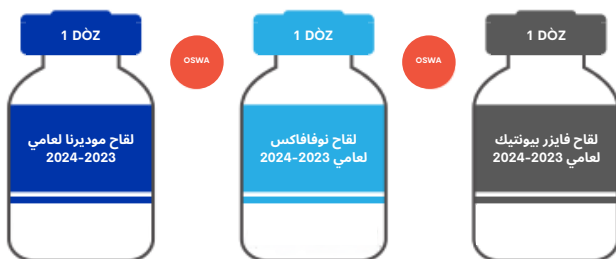 1 DÒZ
OSWA
1 DÒZ
OSWA
1 DÒZ
لقاح موديرنا لعامي
2023-2024
لقاح نوفافاكس
لعامي 2023-2024
لقاح فايزر بيونتيك
لعامي 2023-2024